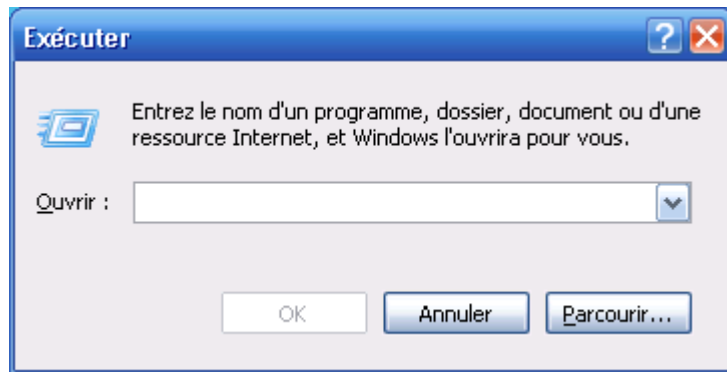 Exécuter
Entrez le nom d'un programme, dossier, document ou d'une
ressource Internet, et Windows l'ouvrira pour vous.
Ouvrir :
OK Annuler Parcourir...